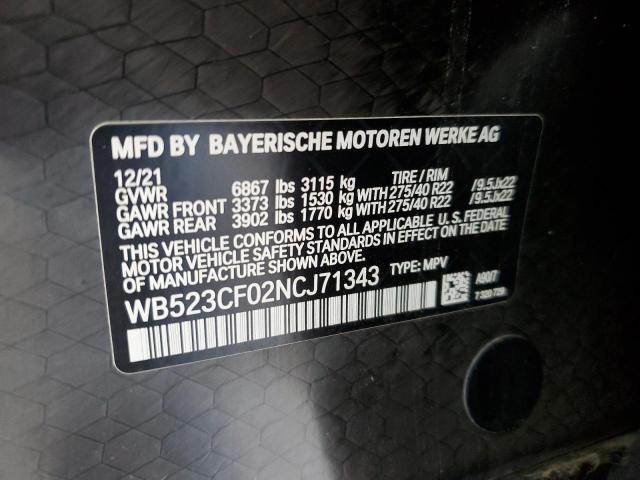 MFD BY BAYERISCHE MOTOREN WERKE AG
12/21 TIRE / RIM
GVWR 6867 lbs 3115 kg
GAWR FRONT 3373 lbs 1530 kg WITH 275/40 R22 /9.5Jx22
GAWR REAR 3902 lbs 1770 kg WITH 275/40 R22 /9.5Jx22
THIS VEHICLE CONFORMS TO ALL APPLICABLE U. S. FEDERAL
MOTOR VEHICLE SAFETY STANDARDS IN EFFECT ON THE DATE
OF MANUFACTURE SHOWN ABOVE.
WB523CF02NCJ71343 TYPE: MPV
A90/7